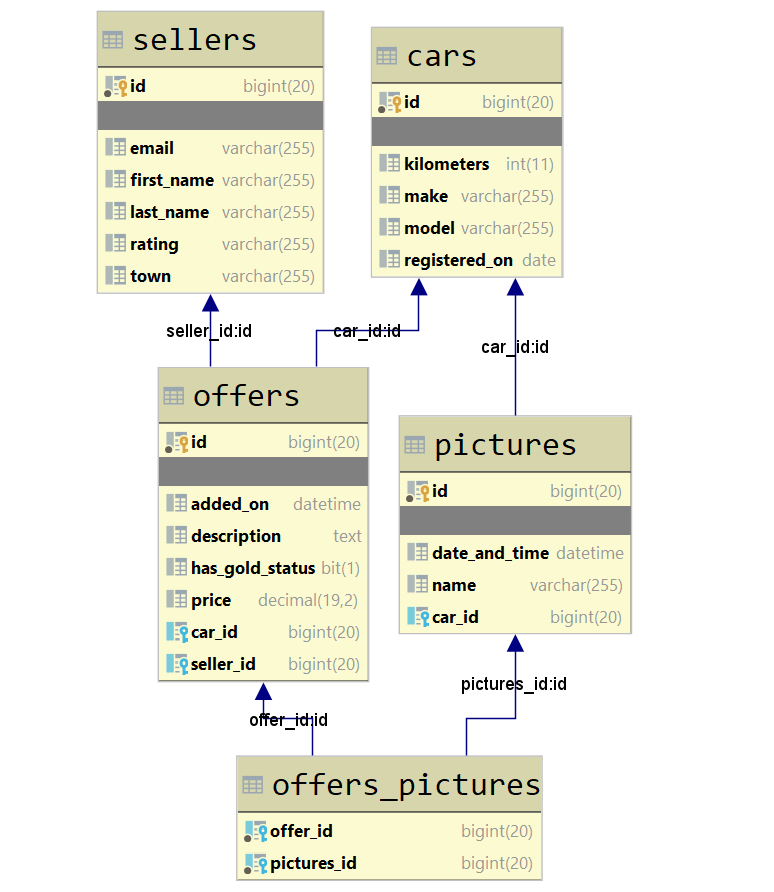 sellers
id bigint(20)
email varchar(255)
first_name varchar(255)
last_name varchar(255)
rating varchar(255)
town varchar(255)
cars
id bigint(20)
kilometers int(11)
make varchar(255)
model varchar(255)
registered_on date
seller_id:id
car_id:id
car_id:id
offers
id bigint(20)
added_on datetime
description text
has_gold_status bit(1)
price decimal(19,2)
car_id bigint(20)
seller_id bigint(20)
pictures
id bigint(20)
date_and_time datetime
name varchar(255)
car_id bigint(20)
offer_id:id
pictures_id:id
offers_pictures
offer_id bigint(20)
pictures_id bigint(20)